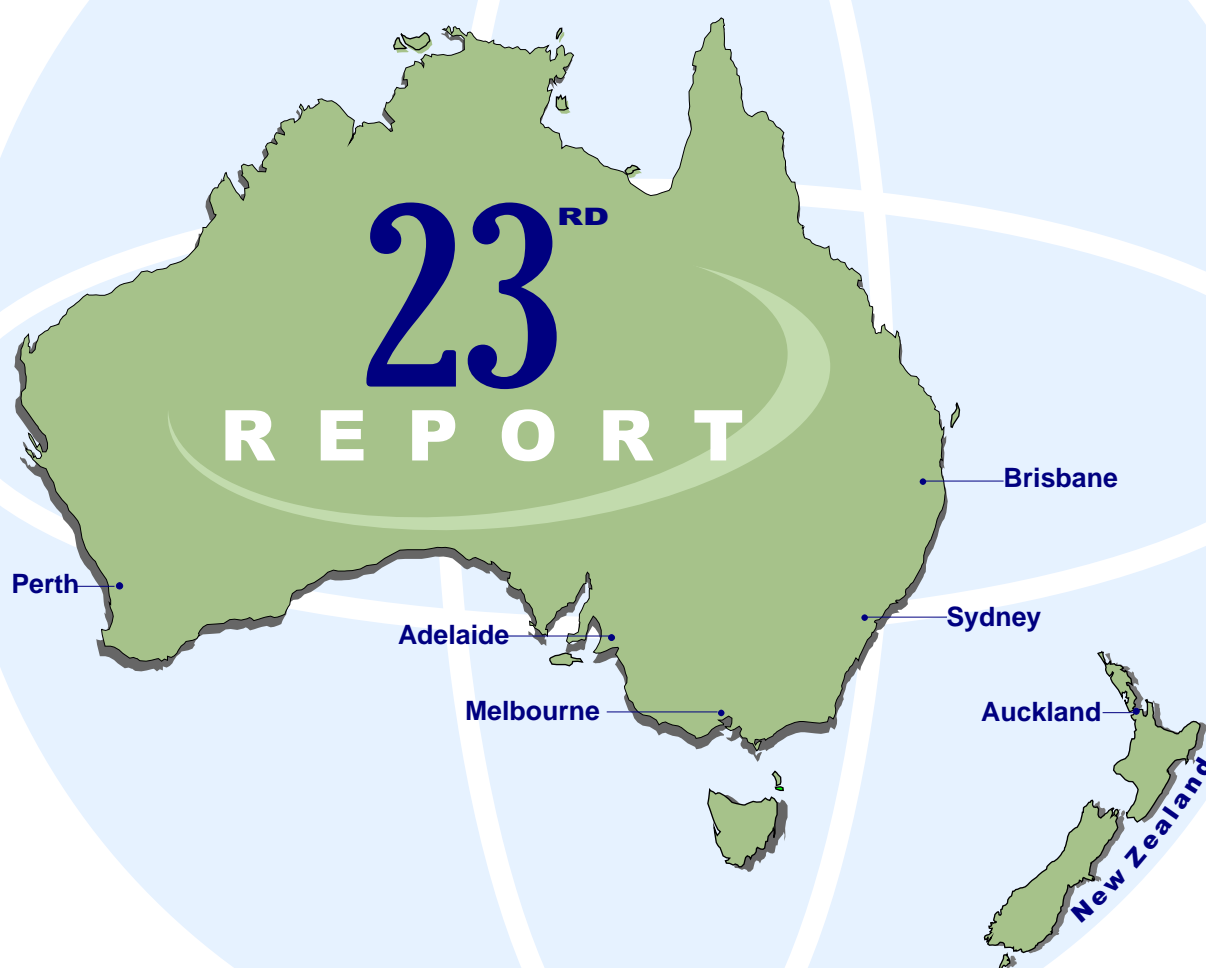 23RD
REPORT
Brisbane
Perth
Sydney
Adelaide
Melbourne
Auckland
New Zealand